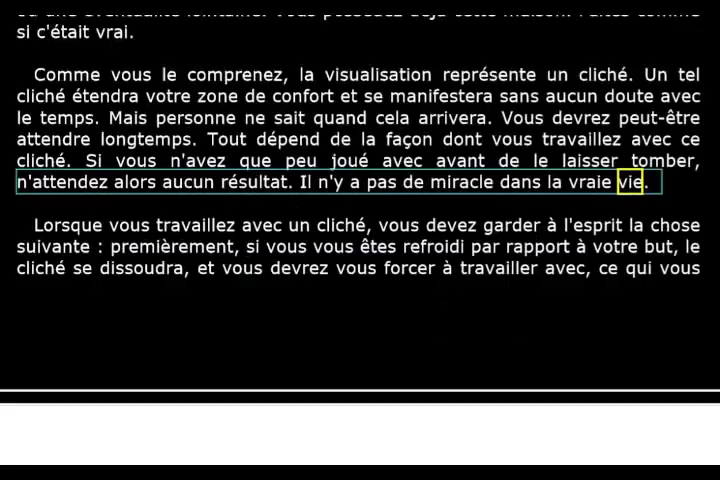 si c'était vrai.
Comme vous le comprenez, la visualisation représente un cliché. Un tel
cliché étendra votre zone de confort et se manifestera sans aucun doute avec
le temps. Mais personne ne sait quand cela arrivera. Vous devrez peut-être
attendre longtemps. Tout dépend de la façon dont vous travaillez avec ce
cliché. Si vous n'avez que peu joué avec avant de le laisser tomber,
n'attendez alors aucun résultat. Il n'y a pas de miracle dans la vraie vie.
Lorsque vous travaillez avec un cliché, vous devez garder à l'esprit la chose
suivante : premièrement, si vous vous êtes refroidi par rapport à votre but, le
cliché se dissoudra, et vous devrez vous forcer à travailler avec, ce qui vous